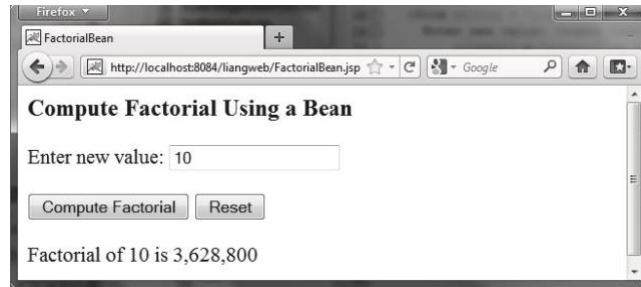 Firefox
FactorialBean
http://localhost:8084/liangweb/FactorialBean.jsp
Google
Compute Factorial Using a Bean
Enter new value: 10
Compute Factorial Reset
Factorial of 10 is 3,628,800